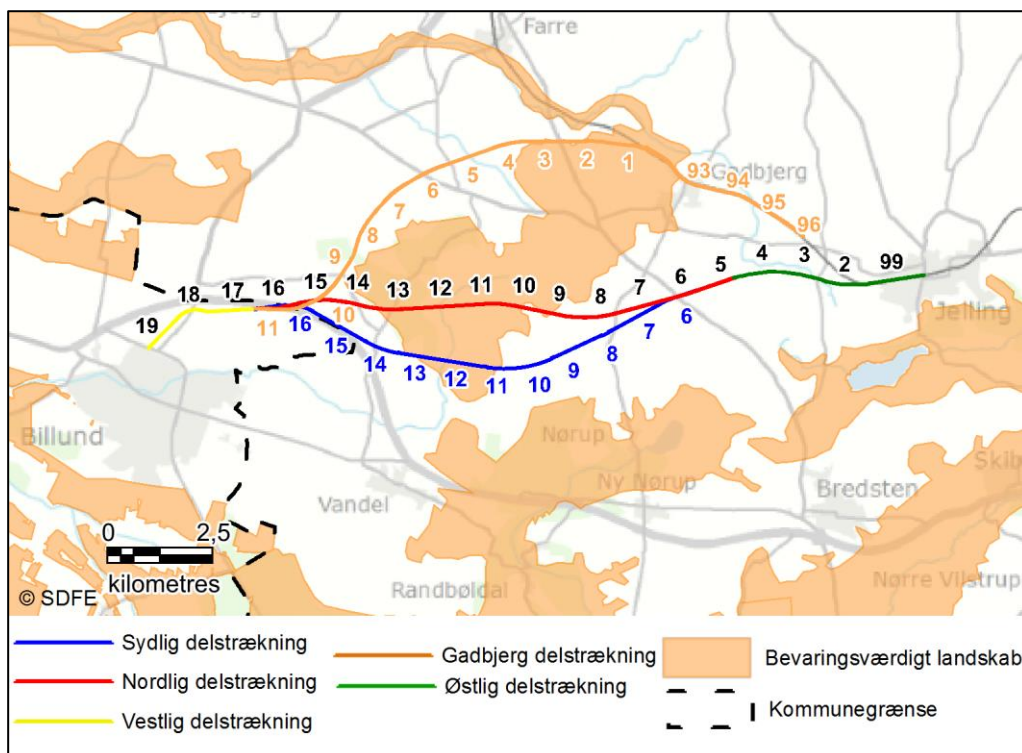 Farre
Gadbjerg
93
94
95
96
1
2
3
4
5
6
7
8
9
10
11
99
2
3
4
5
6
7
8
9
10
11
12
13
14
15
16
17
18
19
6
7
8
9
10
11
12
13
14
15
16
Jelling
Billund
Nørup
Ny Nørup
Vandel
Bredsten
Skib
Randbøldal
Nørre Vilstrup
0 2,5
kilometres
© SDFE
Sydlig delstrækning
Gadbjerg delstrækning
Bevaringsværdigt landskab
Nordlig delstrækning
Østlig delstrækning
Kommunegrænse
Vestlig delstrækning